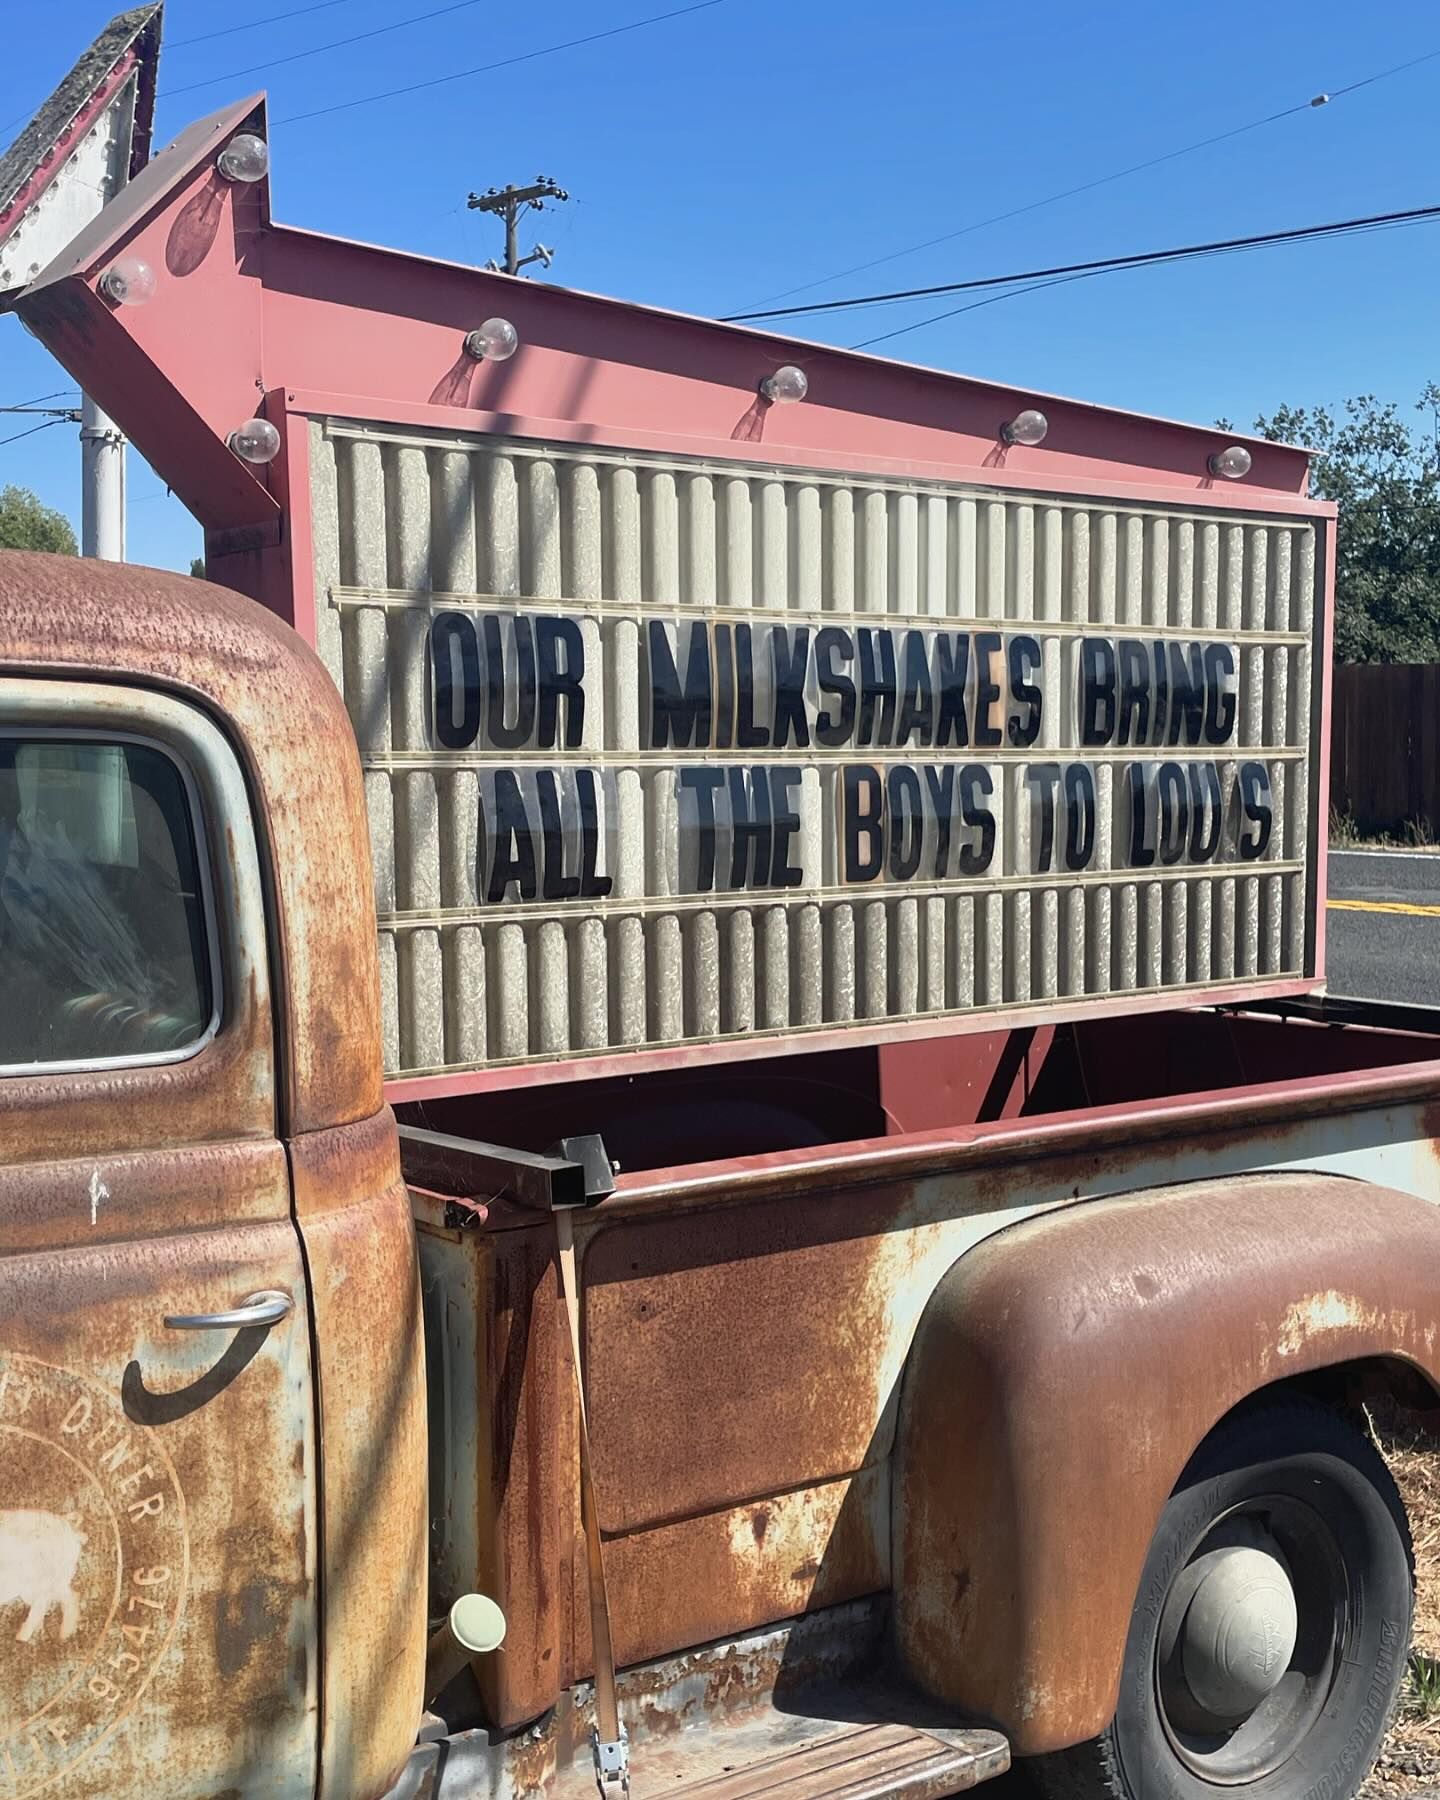 OUR MILKSHAKES BRING
ALL THE BOYS TO LOU'S
DINER
95476